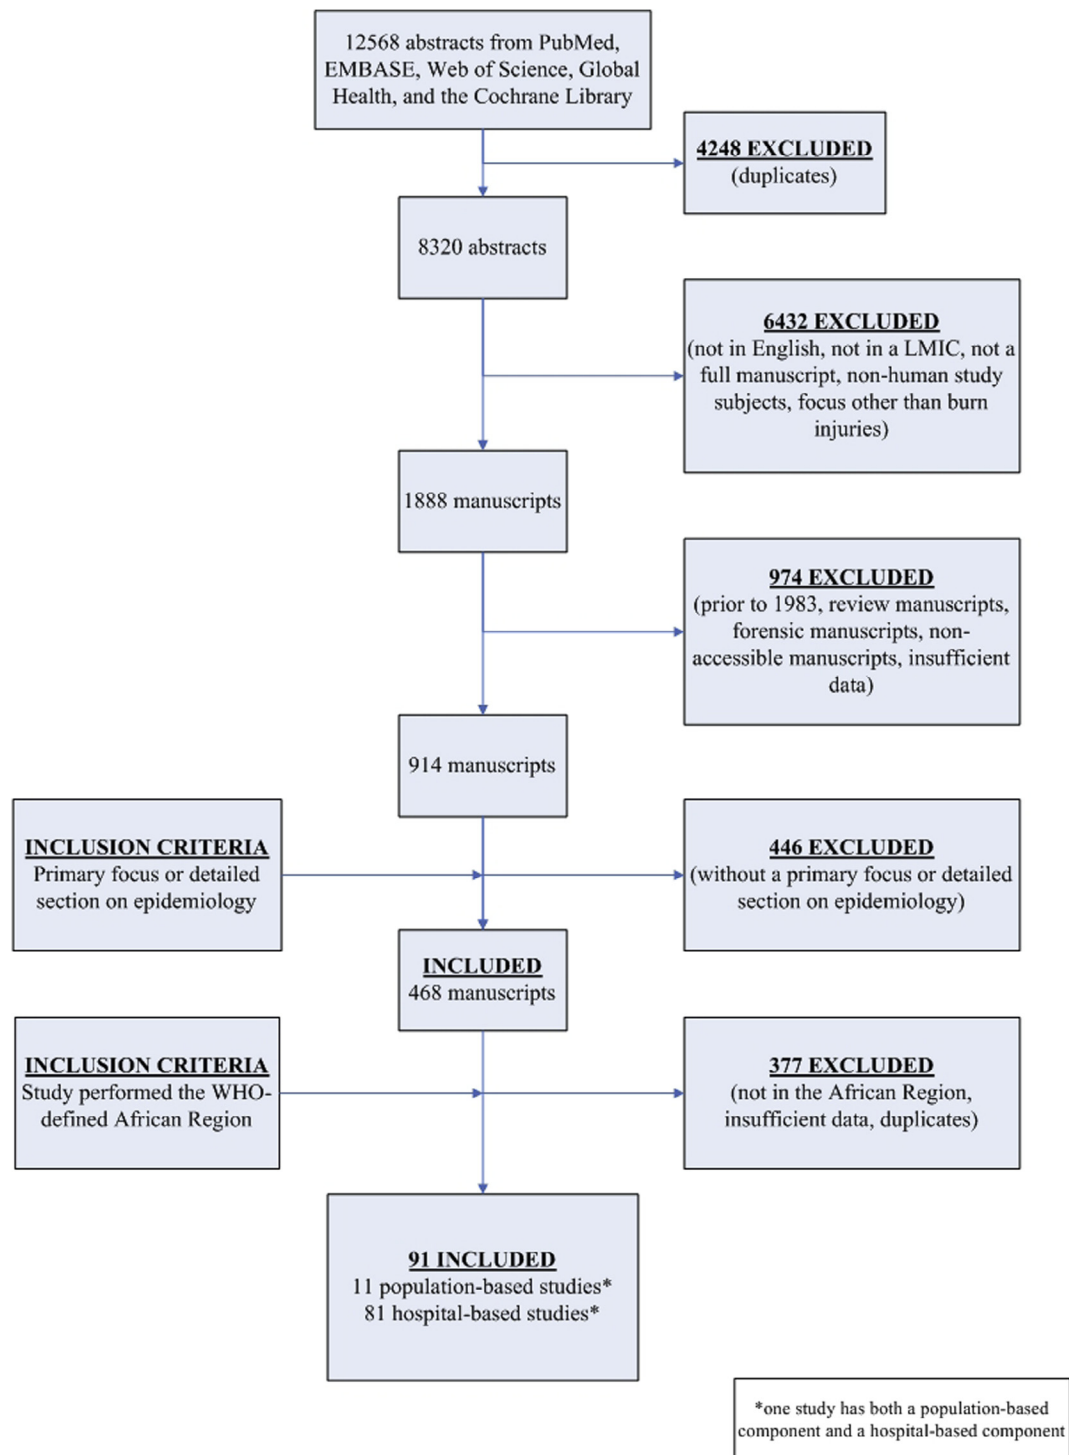 12568 abstracts from PubMed,
EMBASE, Web of Science, Global
Health, and the Cochrane Library
4248 EXCLUDED
(duplicates)
8320 abstracts
6432 EXCLUDED
(not in English, not in a LMIC, not a
full manuscript, non-human study
subjects, focus other than burn
injuries)
1888 manuscripts
974 EXCLUDED
(prior to 1983, review manuscripts,
forensic manuscripts, non-
accessible manuscripts, insufficient
data)
914 manuscripts
INCLUSION CRITERIA
Primary focus or detailed
section on epidemiology
446 EXCLUDED
(without a primary focus or detailed
section on epidemiology)
INCLUDED
468 manuscripts
INCLUSION CRITERIA
Study performed the WHO-
defined African Region
377 EXCLUDED
(not in the African Region,
insufficient data, duplicates)
91 INCLUDED
11 population-based studies*
81 hospital-based studies*
*one study has both a population-based
component and a hospital-based component